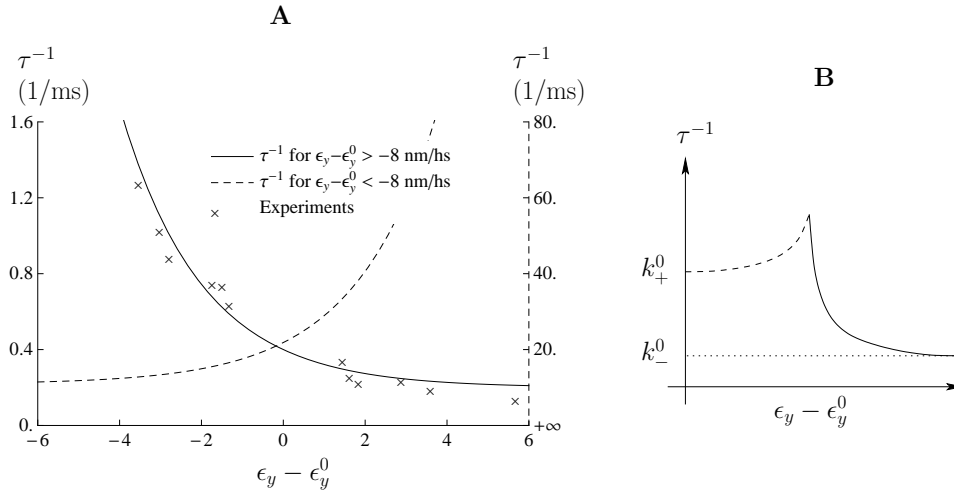 A
τ⁻¹
(1/ms)
τ⁻¹
(1/ms)
1.6
1.2
0.8
0.4
0.
80.
60.
40.
20.
+∞
τ⁻¹ for ϵ_y−ϵ_y^0 > −8 nm/hs
τ⁻¹ for ϵ_y−ϵ_y^0 < −8 nm/hs
× Experiments
−6 −4 −2 0 2 4 6
ϵ_y − ϵ_y^0
B
τ⁻¹
k_+^0
k_−^0
ϵ_y − ϵ_y^0